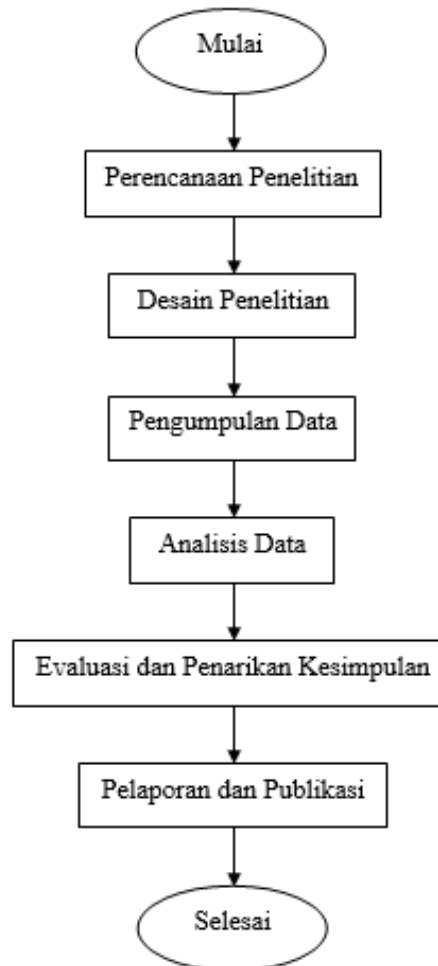 Mulai
Perencanaan Penelitian
Desain Penelitian
Pengumpulan Data
Analisis Data
Evaluasi dan Penarikan Kesimpulan
Pelaporan dan Publikasi
Selesai